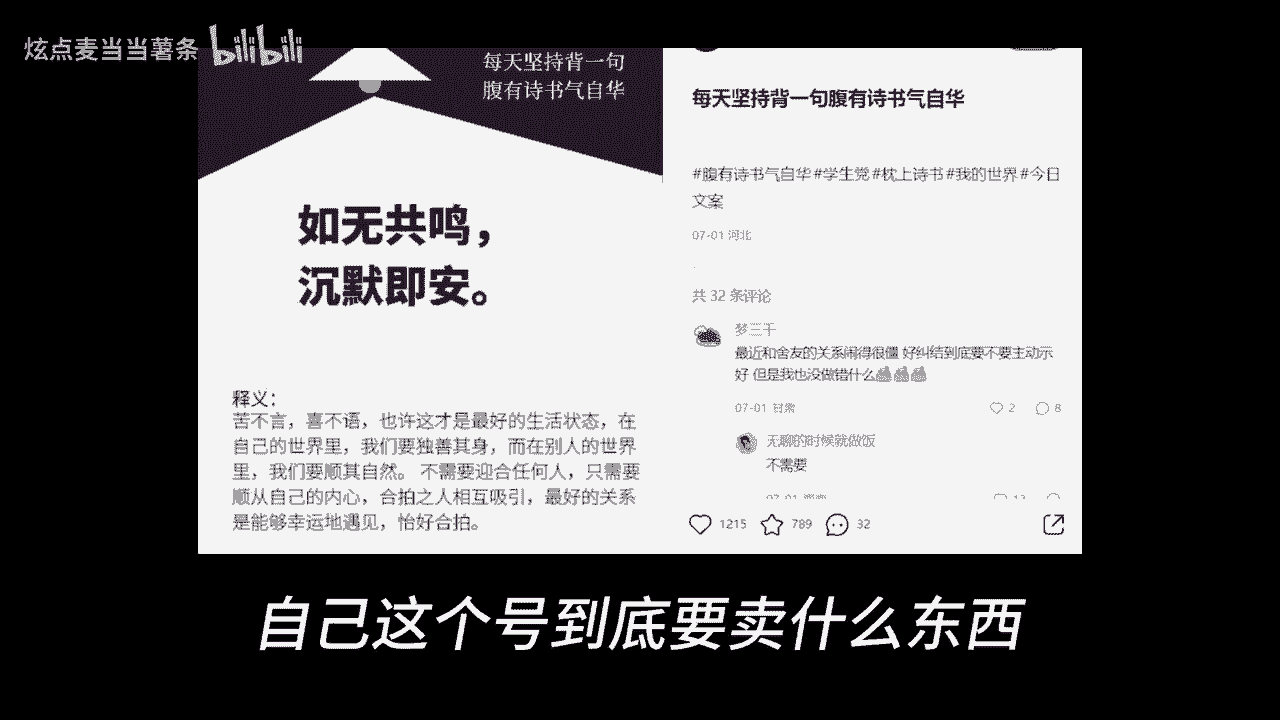 炫点麦当当薯条 bilibili
每天坚持背一句
腹有诗书气自华
如无共鸣，
沉默即安。
释义：
苦不言，喜不语，也许这才是最好的生活状态，在
自己的世界里，我们要独善其身，而在别人的世界
里，我们要顺其自然。 不需要迎合任何人，只需要
顺从自己的内心，合拍之人相互吸引，最好的关系
是能够幸运地遇见，恰好合拍。
每天坚持背一句腹有诗书气自华
#腹有诗书气自华#学生党#枕上诗书#我的世界#今日
文案
07-01 河北
共 32 条评论
梦三千
最近和舍友的关系闹得很僵 好纠结到底要不要主动示
好 但是我也没做错什么
07-01 甘肃
2
8
无聊的时候就做饭
不需要
07-01
1215
789
32
自己这个号到底要卖什么东西